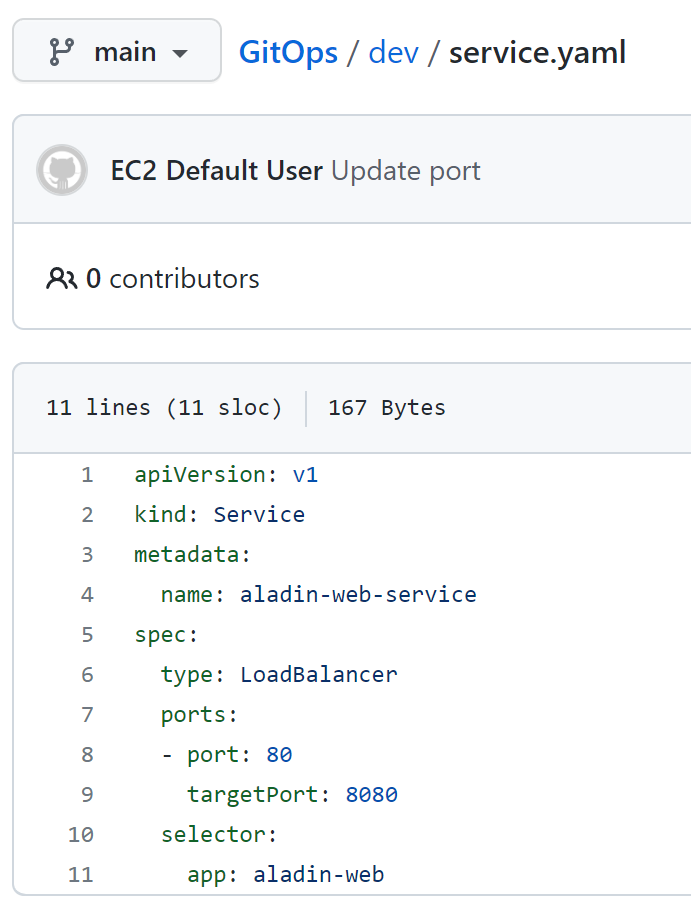 main GitOps / dev / service.yaml
EC2 Default User Update port
0 contributors
11 lines (11 sloc) 167 Bytes
1 apiVersion: v1
2 kind: Service
3 metadata:
4   name: aladin-web-service
5 spec:
6   type: LoadBalancer
7   ports:
8   - port: 80
9     targetPort: 8080
10   selector:
11     app: aladin-web